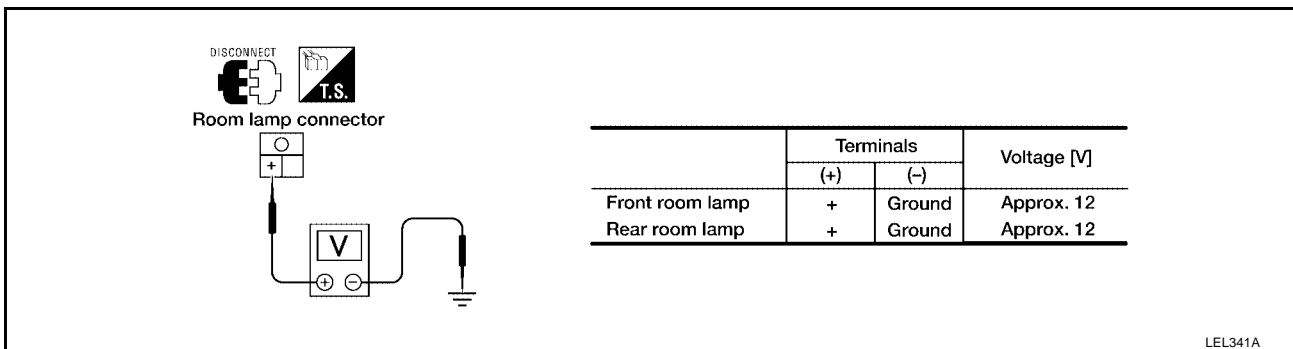 DISCONNECT
T.S.
Room lamp connector
+
V
+ −
Terminals Voltage [V]
(+) (−)
Front room lamp + Ground Approx. 12
Rear room lamp + Ground Approx. 12
LEL341A